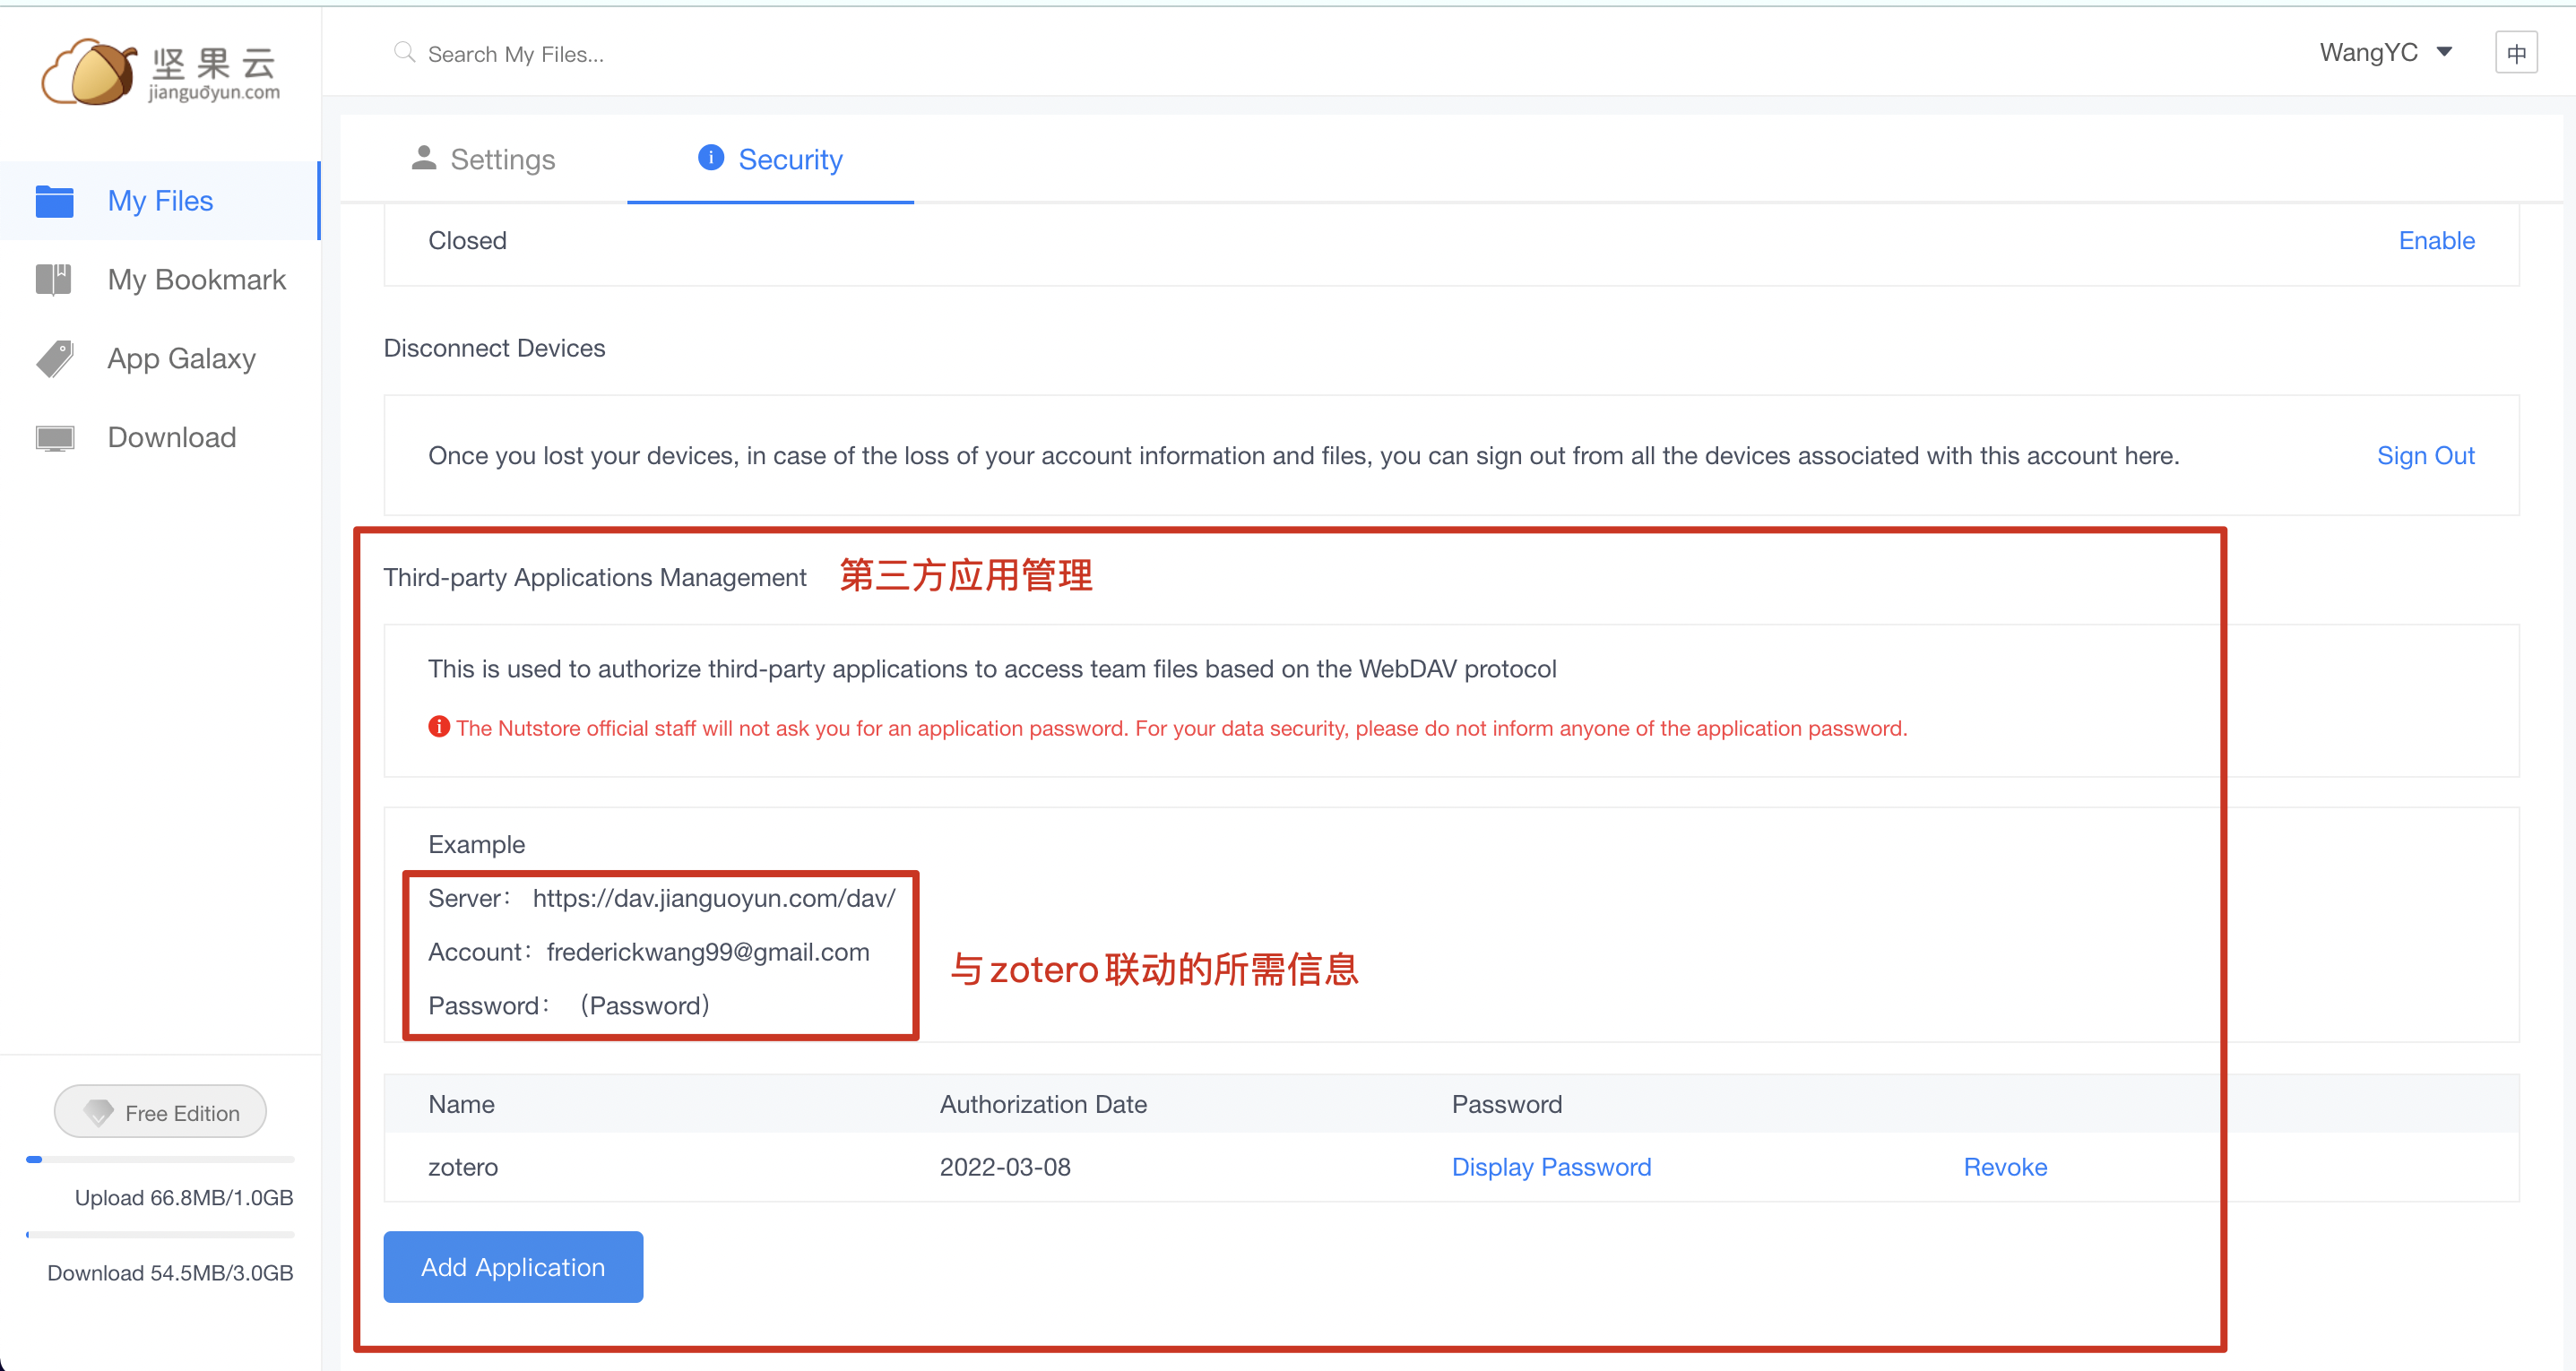 坚果云
jianguoyun.com
Search My Files...
WangYC
中
My Files
My Bookmark
App Galaxy
Download
Settings
Security
Closed
Enable
Disconnect Devices
Once you lost your devices, in case of the loss of your account information and files, you can sign out from all the devices associated with this account here.
Sign Out
Third-party Applications Management
第三方应用管理
This is used to authorize third-party applications to access team files based on the WebDAV protocol
The Nutstore official staff will not ask you for an application password. For your data security, please do not inform anyone of the application password.
Example
Server： https://dav.jianguoyun.com/dav/
Account：frederickwang99@gmail.com
Password：（Password）
与zotero联动的所需信息
Name Authorization Date Password
zotero 2022-03-08 Display Password Revoke
Add Application
Free Edition
Upload 66.8MB/1.0GB
Download 54.5MB/3.0GB